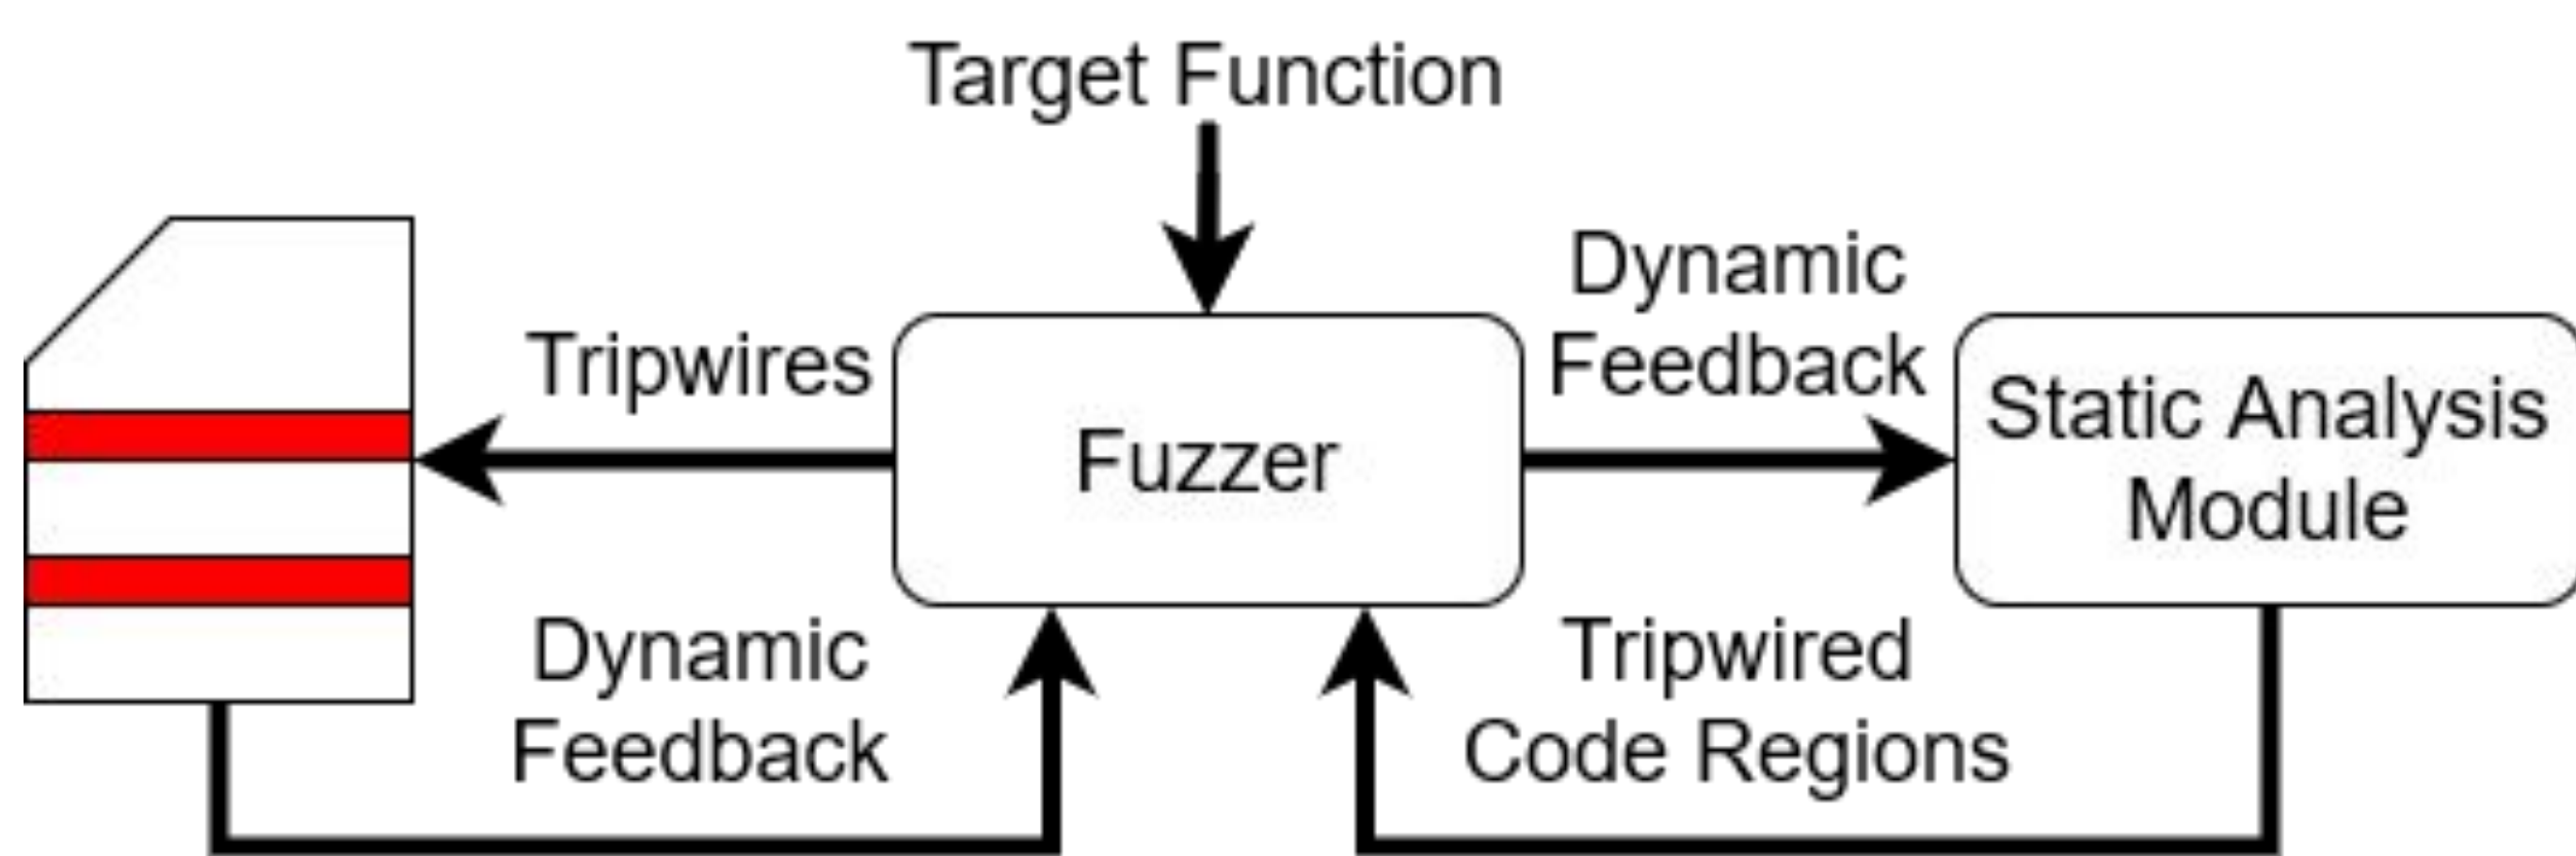 Target Function
Tripwires
Dynamic
Feedback
Fuzzer
Static Analysis
Module
Dynamic
Feedback
Tripwired
Code Regions